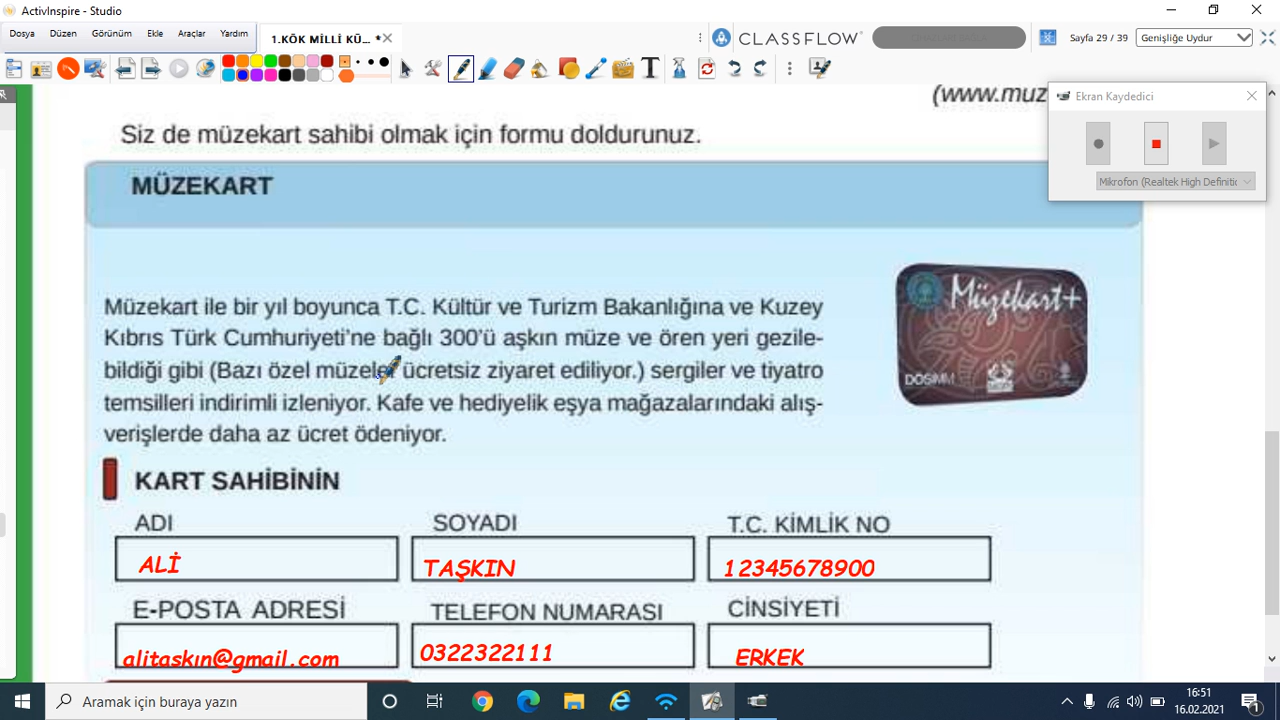 ActivInspire - Studio
Dosya Düzen Görünüm Ekle Araçlar Yardım
1.KÖK MİLLİ KÜ... *
CLASSFLOW
Sayfa 29 / 39
Genişliğe Uydur
(www.muz
Ekran Kaydedici
Mikrofon (Realtek High Definitic
Siz de müzekart sahibi olmak için formu doldurunuz.
MÜZEKART
Müzekart ile bir yıl boyunca T.C. Kültür ve Turizm Bakanlığına ve Kuzey
Kıbrıs Türk Cumhuriyeti'ne bağlı 300'ü aşkın müze ve ören yeri gezile-
bildiği gibi (Bazı özel müzeler ücretsiz ziyaret ediliyor.) sergiler ve tiyatro
temsilleri indirimli izleniyor. Kafe ve hediyelik eşya mağazalarındaki alış-
verişlerde daha az ücret ödeniyor.
Müzekart+
DÖSİMM
KART SAHİBİNİN
ADI SOYADI T.C. KİMLİK NO
ALİ TAŞKIN 12345678900
E-POSTA ADRESİ TELEFON NUMARASI CİNSİYETİ
alitaskın@gmail.com 0322322111 ERKEK
Aramak için buraya yazın
16:51
16.02.2021
1